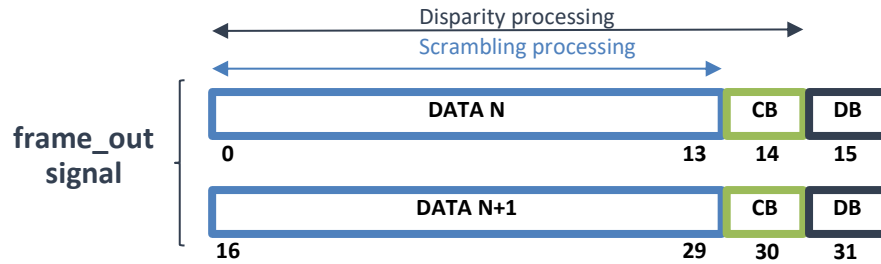 Disparity processing
Scrambling processing
frame_out
signal
DATA N CB DB
0 13 14 15
DATA N+1 CB DB
16 29 30 31